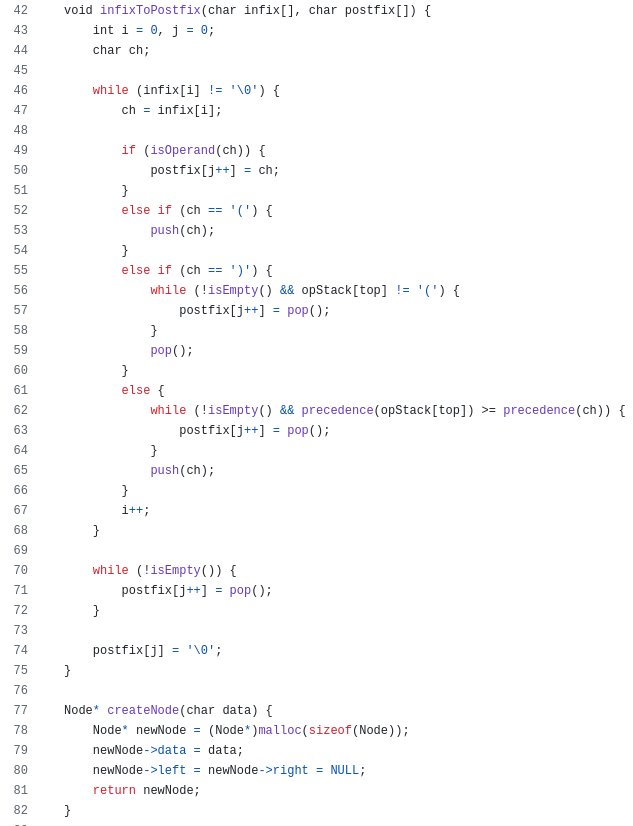 42    void infixToPostfix(char infix[], char postfix[]) {
43        int i = 0, j = 0;
44        char ch;
45
46        while (infix[i] != '\0') {
47            ch = infix[i];
48
49            if (isOperand(ch)) {
50                postfix[j++] = ch;
51            }
52            else if (ch == '(') {
53                push(ch);
54            }
55            else if (ch == ')') {
56                while (!isEmpty() && opStack[top] != '(') {
57                    postfix[j++] = pop();
58                }
59                pop();
60            }
61            else {
62                while (!isEmpty() && precedence(opStack[top]) >= precedence(ch)) {
63                    postfix[j++] = pop();
64                }
65                push(ch);
66            }
67            i++;
68        }
69
70        while (!isEmpty()) {
71            postfix[j++] = pop();
72        }
73
74        postfix[j] = '\0';
75    }
76
77    Node* createNode(char data) {
78        Node* newNode = (Node*)malloc(sizeof(Node));
79        newNode->data = data;
80        newNode->left = newNode->right = NULL;
81        return newNode;
82    }